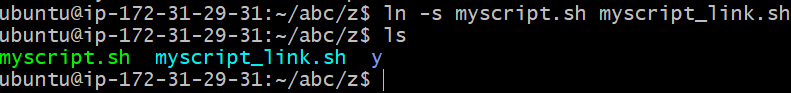 ubuntu@ip-172-31-29-31:~/abc/z$ ln -s myscript.sh myscript_link.sh
ubuntu@ip-172-31-29-31:~/abc/z$ ls
myscript.sh  myscript_link.sh  y
ubuntu@ip-172-31-29-31:~/abc/z$